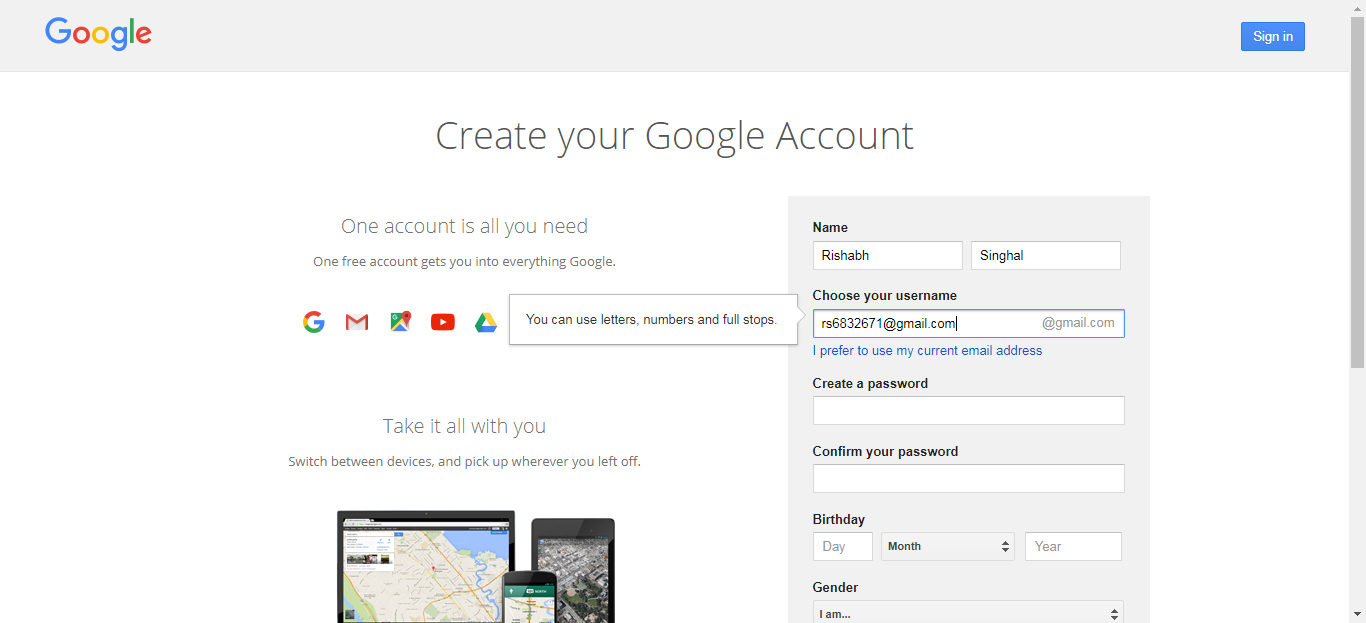 Google
Sign in
Create your Google Account
One account is all you need
One free account gets you into everything Google.
You can use letters, numbers and full stops.
Take it all with you
Switch between devices, and pick up wherever you left off.
Name
Rishabh Singhal
Choose your username
rs6832671@gmail.com @gmail.com
I prefer to use my current email address
Create a password
Confirm your password
Birthday
Day Month Year
Gender
I am...